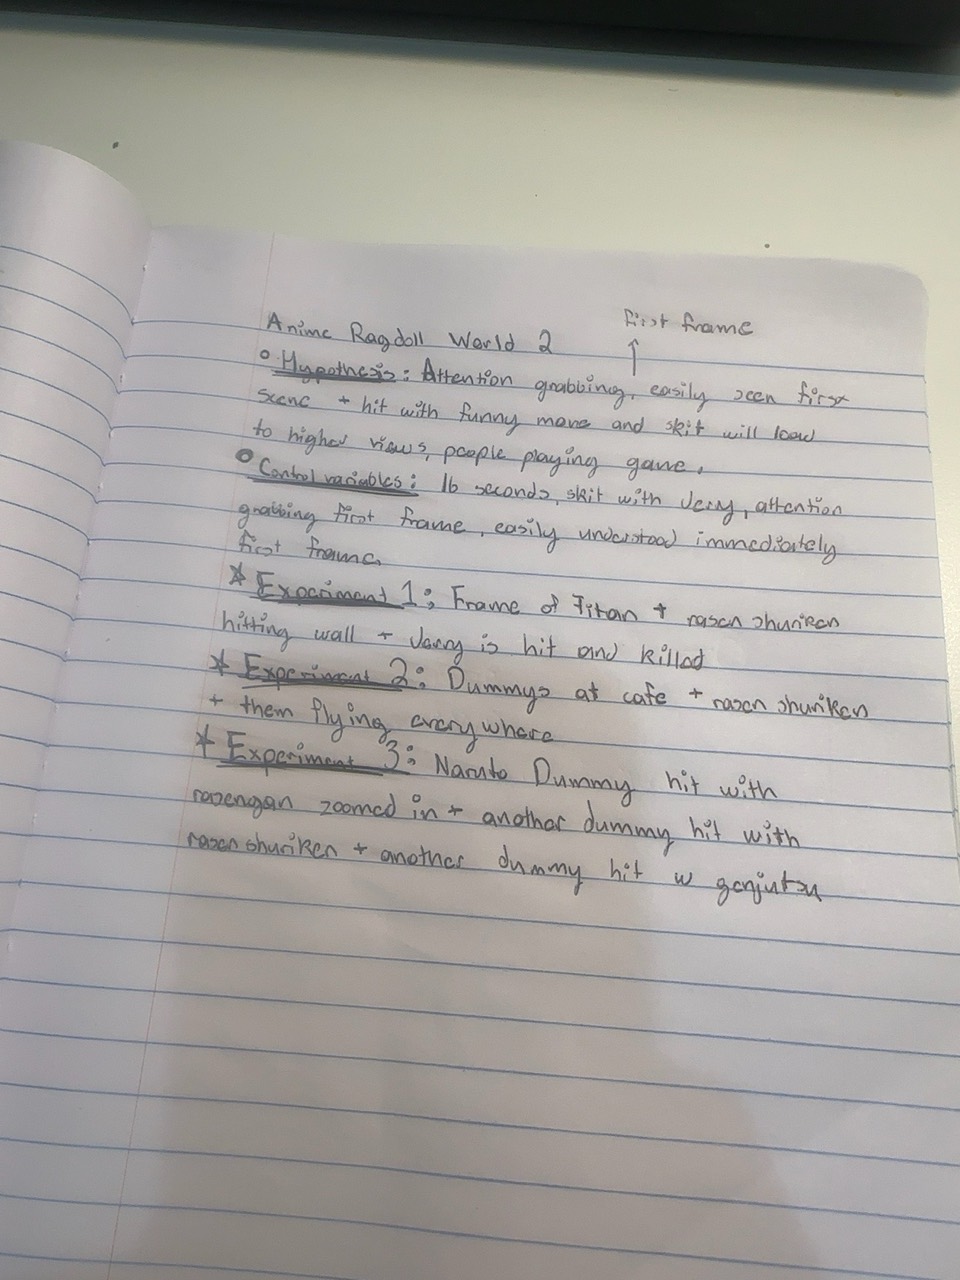 First frame
Anime Ragdoll World 2
Hypothesis: Attention grabbing, easily seen first
scene + hit with funny move and skit will lead
to higher views, people playing game.
Control variables: 16 seconds, skit with Jerry, attention
grabbing first frame, easily understood immediately
first frame.
Experiment 1: Frame of Titan + rasen shuriken
hitting wall + Jerry is hit and killed
Experiment 2: Dummys at cafe + rasen shuriken
+ them flying everywhere
Experiment 3: Naruto Dummy hit with
rasengan zoomed in + another dummy hit with
rasen shuriken + another dummy hit w genjutsu